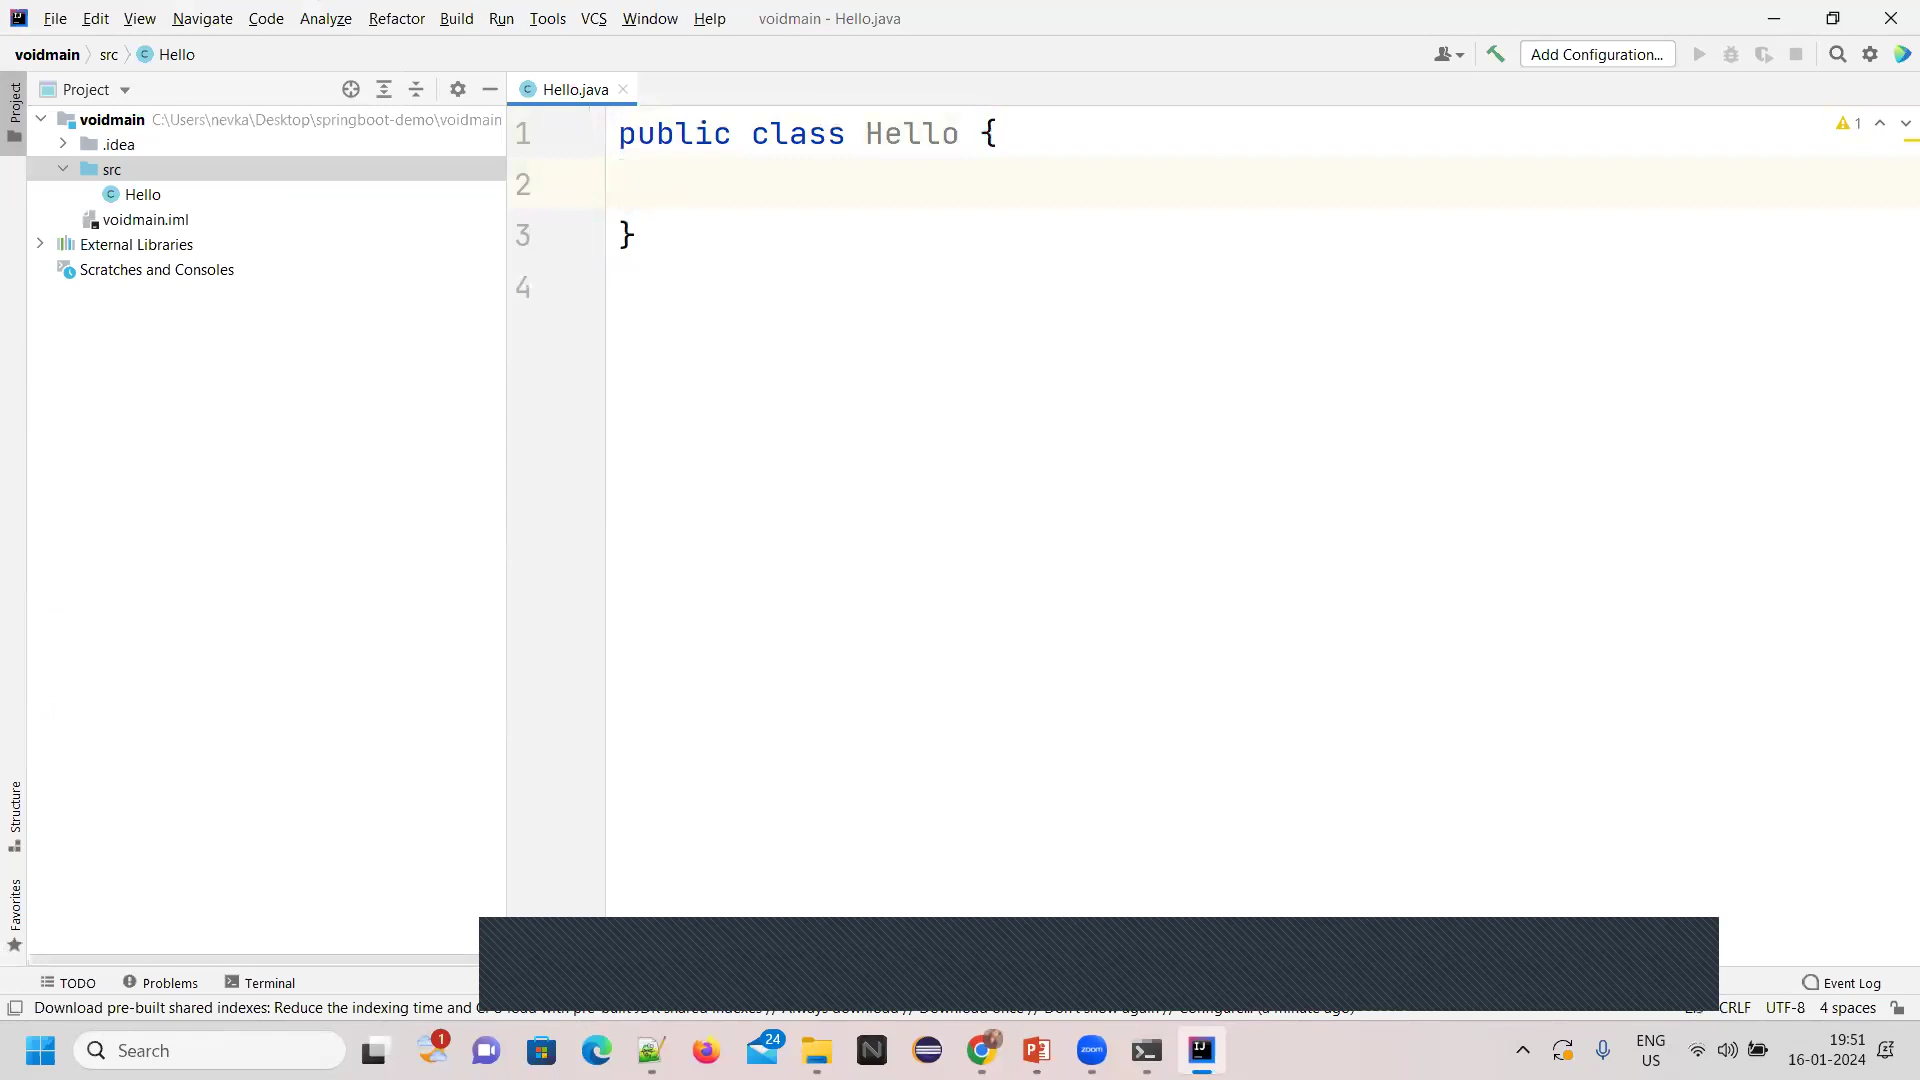 File Edit View Navigate Code Analyze Refactor Build Run Tools VCS Window Help voidmain - Hello.java
voidmain src Hello
Add Configuration...
Project
Project
Hello.java
voidmain C:\Users\nevka\Desktop\springboot-demo\voidmain
.idea
src
Hello
voidmain.iml
External Libraries
Scratches and Consoles
1 public class Hello {
2
3 }
4
1
Structure
Favorites
TODO Problems Terminal
Event Log
Download pre-built shared indexes: Reduce the indexing time and
CRLF UTF-8 4 spaces
Search
1
24
N
zoom
ENG
US
19:51
16-01-2024